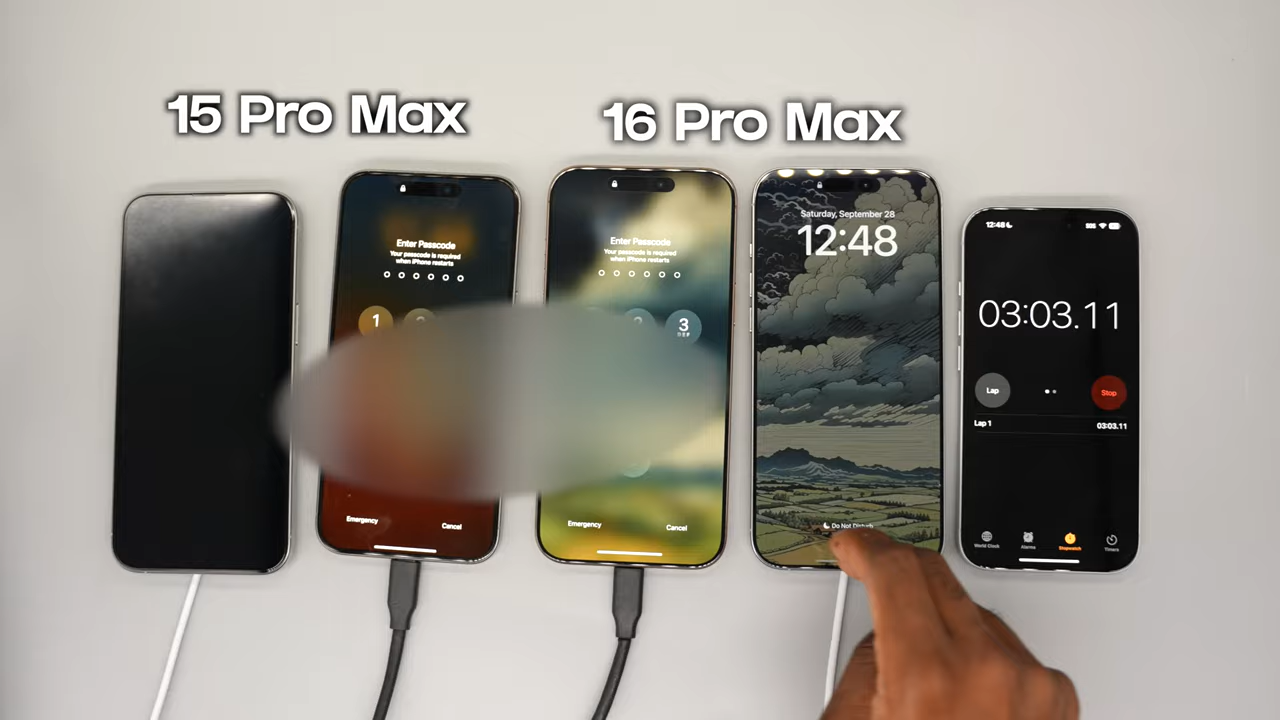 15 Pro Max
16 Pro Max
Enter Passcode
Your passcode is required
when iPhone restarts
1
Emergency
Cancel
Enter Passcode
Your passcode is required
when iPhone restarts
2
3
DEF
Emergency
Cancel
Saturday, September 28
12:48
Do Not Disturb
12:48
03:03.11
Lap
Stop
Lap 1
03:03.11
World Clock
Alarms
Stopwatch
Timers